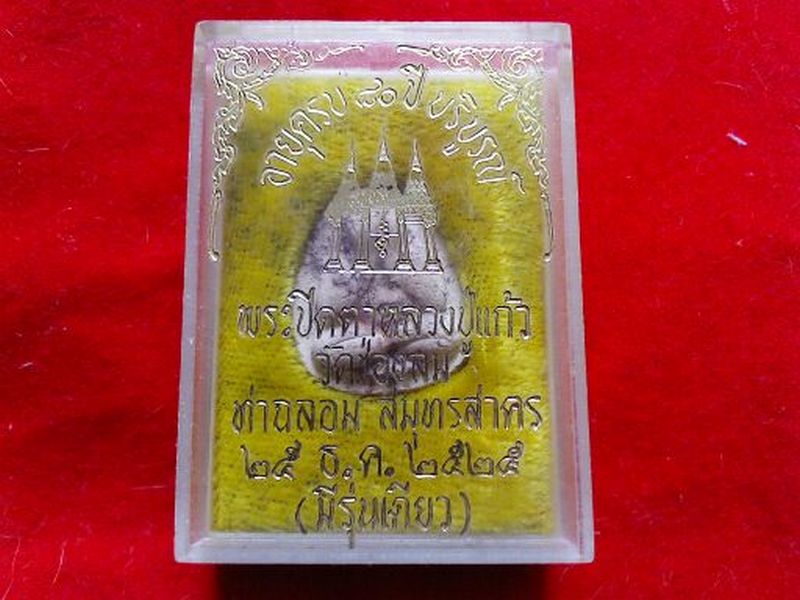 อายุครบ ๘๐ ปี บริบูรณ์
พระปิดตาหลวงปู่แก้ว
วัดช่องลม
ท่าฉลอม สมุทรสาคร
๒๕ ธ.ค. ๒๕๒๕
(มีรุ่นเดียว)